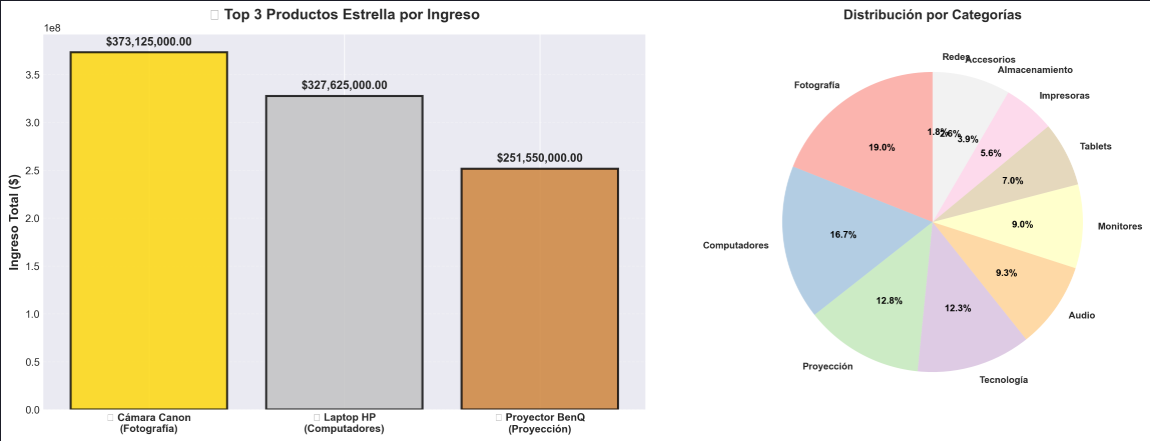 Top 3 Productos Estrella por Ingreso
1e8
$373,125,000.00
$327,625,000.00
$251,550,000.00
3.5
3.0
2.5
2.0
1.5
1.0
0.5
0.0
Ingreso Total ($)
Cámara Canon
(Fotografía)
Laptop HP
(Computadores)
Proyector BenQ
(Proyección)
Distribución por Categorías
Redes
Accesorios
Almacenamiento
Impresoras
Tablets
Monitores
Audio
Tecnología
Proyección
Computadores
Fotografía
1.8%
2.6%
3.9%
5.6%
7.0%
9.0%
9.3%
12.3%
12.8%
16.7%
19.0%